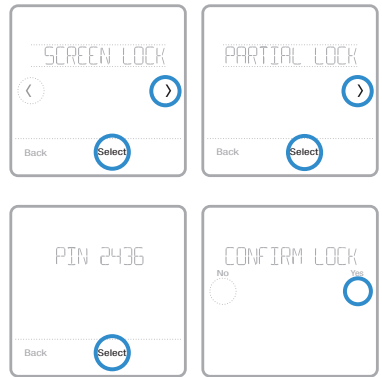 SCREEN LOCK
Back Select
PARTIAL LOCK
Back Select
PIN 2436
Back Select
CONFIRM LOCK
No Yes